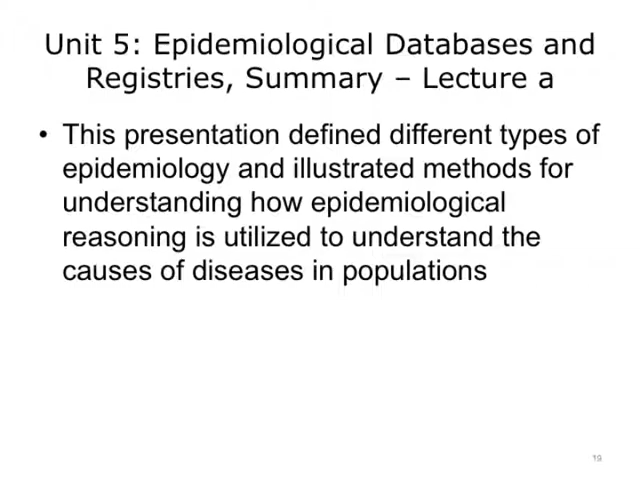 Unit 5: Epidemiological Databases and
Registries, Summary – Lecture a
• This presentation defined different types of
epidemiology and illustrated methods for
understanding how epidemiological
reasoning is utilized to understand the
causes of diseases in populations
19